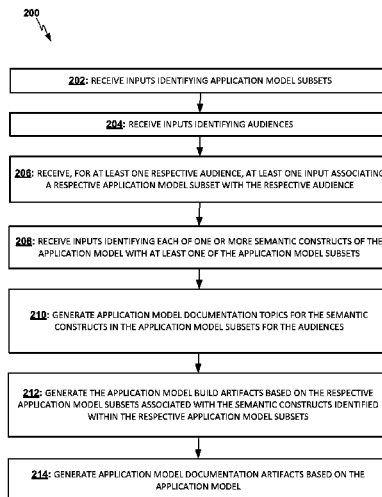 200
202: RECEIVE INPUTS IDENTIFYING APPLICATION MODEL SUBSETS
204: RECEIVE INPUTS IDENTIFYING AUDIENCES
206: RECEIVE, FOR AT LEAST ONE RESPECTIVE AUDIENCE, AT LEAST ONE INPUT ASSOCIATING
A RESPECTIVE APPLICATION MODEL SUBSET WITH THE RESPECTIVE AUDIENCE
208: RECEIVE INPUTS IDENTIFYING EACH OF ONE OR MORE SEMANTIC CONSTRUCTS OF THE
APPLICATION MODEL WITH AT LEAST ONE OF THE APPLICATION MODEL SUBSETS
210: GENERATE APPLICATION MODEL DOCUMENTATION TOPICS FOR THE SEMANTIC
CONSTRUCTS IN THE APPLICATION MODEL SUBSETS FOR THE AUDIENCES
212: GENERATE THE APPLICATION MODEL BUILD ARTIFACTS BASED ON THE RESPECTIVE
APPLICATION MODEL SUBSETS ASSOCIATED WITH THE SEMANTIC CONSTRUCTS IDENTIFIED
WITHIN THE RESPECTIVE APPLICATION MODEL SUBSETS
214: GENERATE APPLICATION MODEL DOCUMENTATION ARTIFACTS BASED ON THE
APPLICATION MODEL